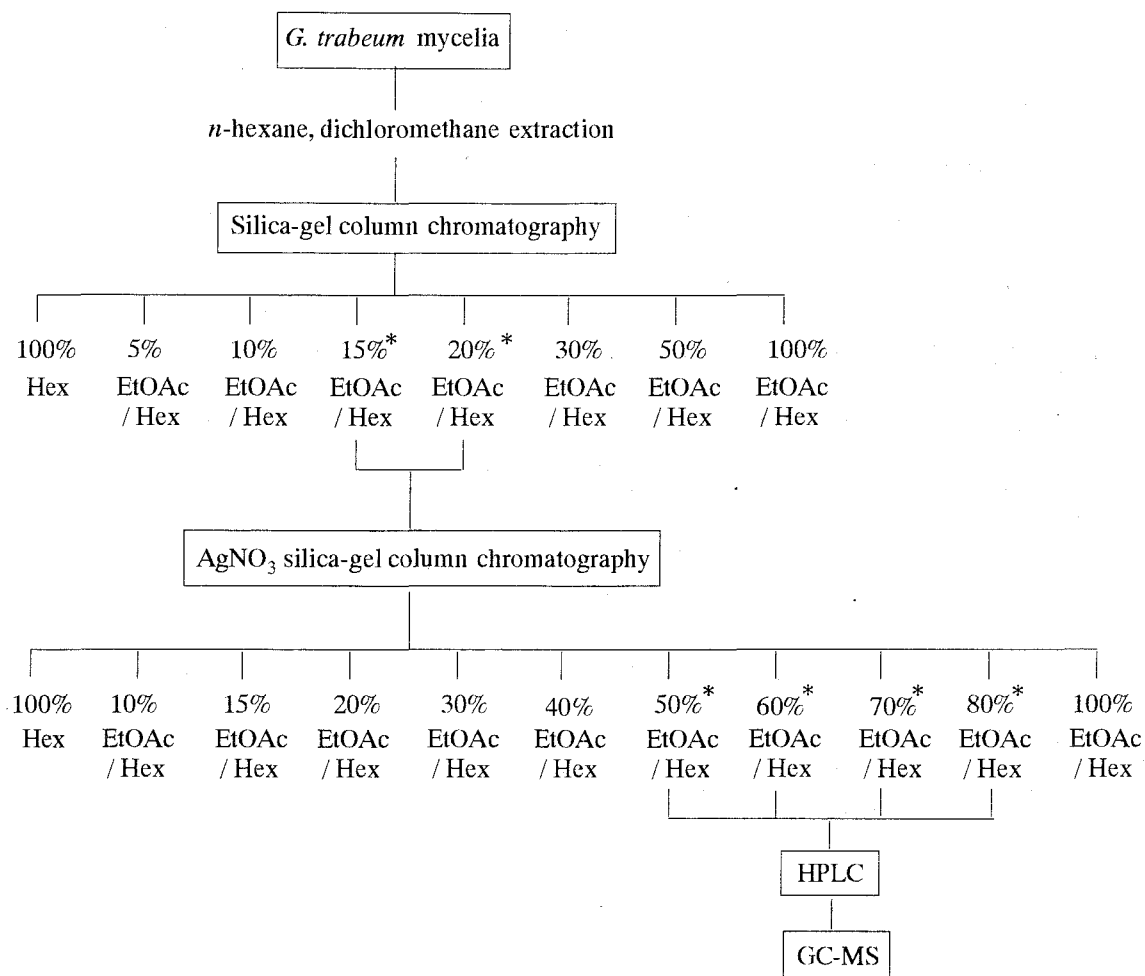 G. trabeum mycelia
n-hexane, dichloromethane extraction
Silica-gel column chromatography
100% 5% 10% 15%* 20%* 30% 50% 100%
Hex EtOAc EtOAc EtOAc EtOAc EtOAc EtOAc EtOAc
/ Hex / Hex / Hex / Hex / Hex / Hex
AgNO₃ silica-gel column chromatography
100% 10% 15% 20% 30% 40% 50%* 60%* 70%* 80%* 100%
Hex EtOAc EtOAc EtOAc EtOAc EtOAc EtOAc EtOAc EtOAc EtOAc EtOAc
/ Hex / Hex / Hex / Hex / Hex / Hex / Hex / Hex / Hex / Hex
HPLC
GC-MS